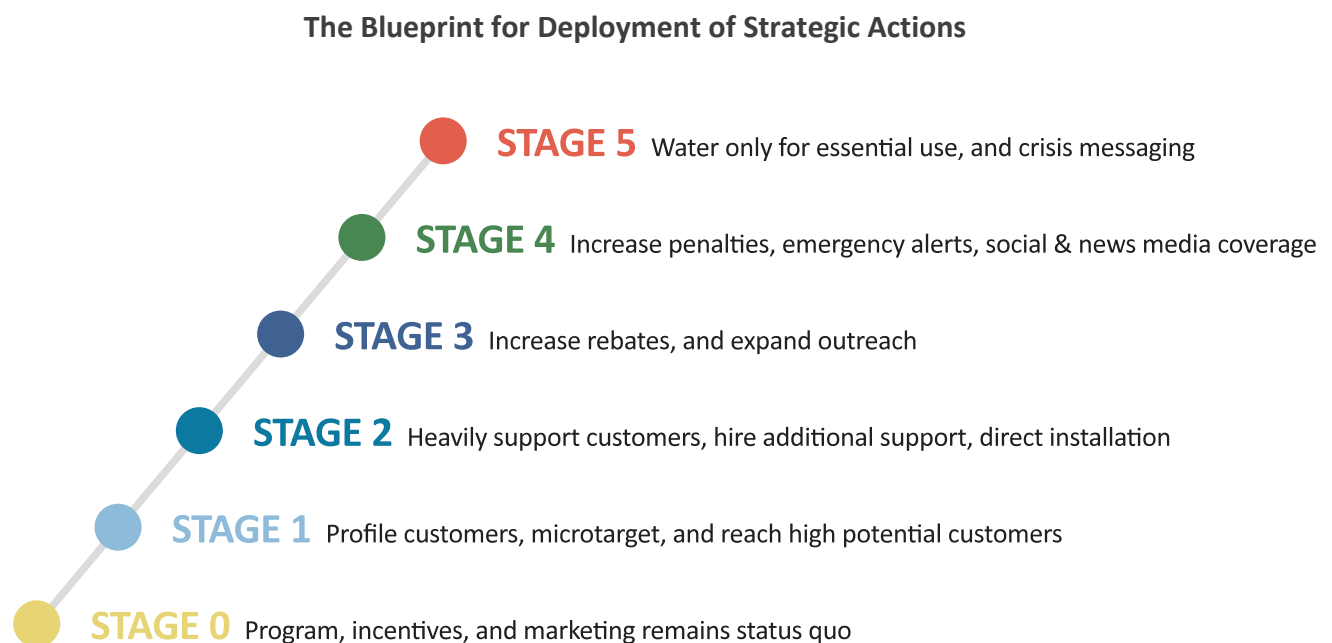 The Blueprint for Deployment of Strategic Actions
STAGE 5 Water only for essential use, and crisis messaging
STAGE 4 Increase penalties, emergency alerts, social & news media coverage
STAGE 3 Increase rebates, and expand outreach
STAGE 2 Heavily support customers, hire additional support, direct installation
STAGE 1 Profile customers, microtarget, and reach high potential customers
STAGE 0 Program, incentives, and marketing remains status quo